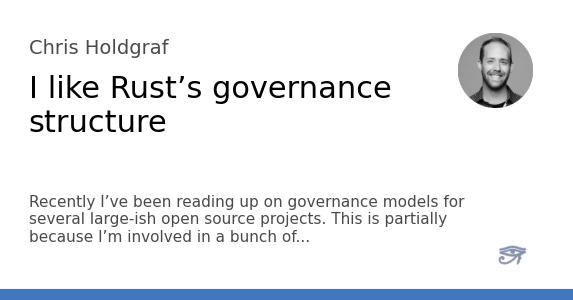 Chris Holdgraf
I like Rust’s governance
structure
Recently I’ve been reading up on governance models for
several large-ish open source projects. This is partially
because I’m involved in a bunch of...